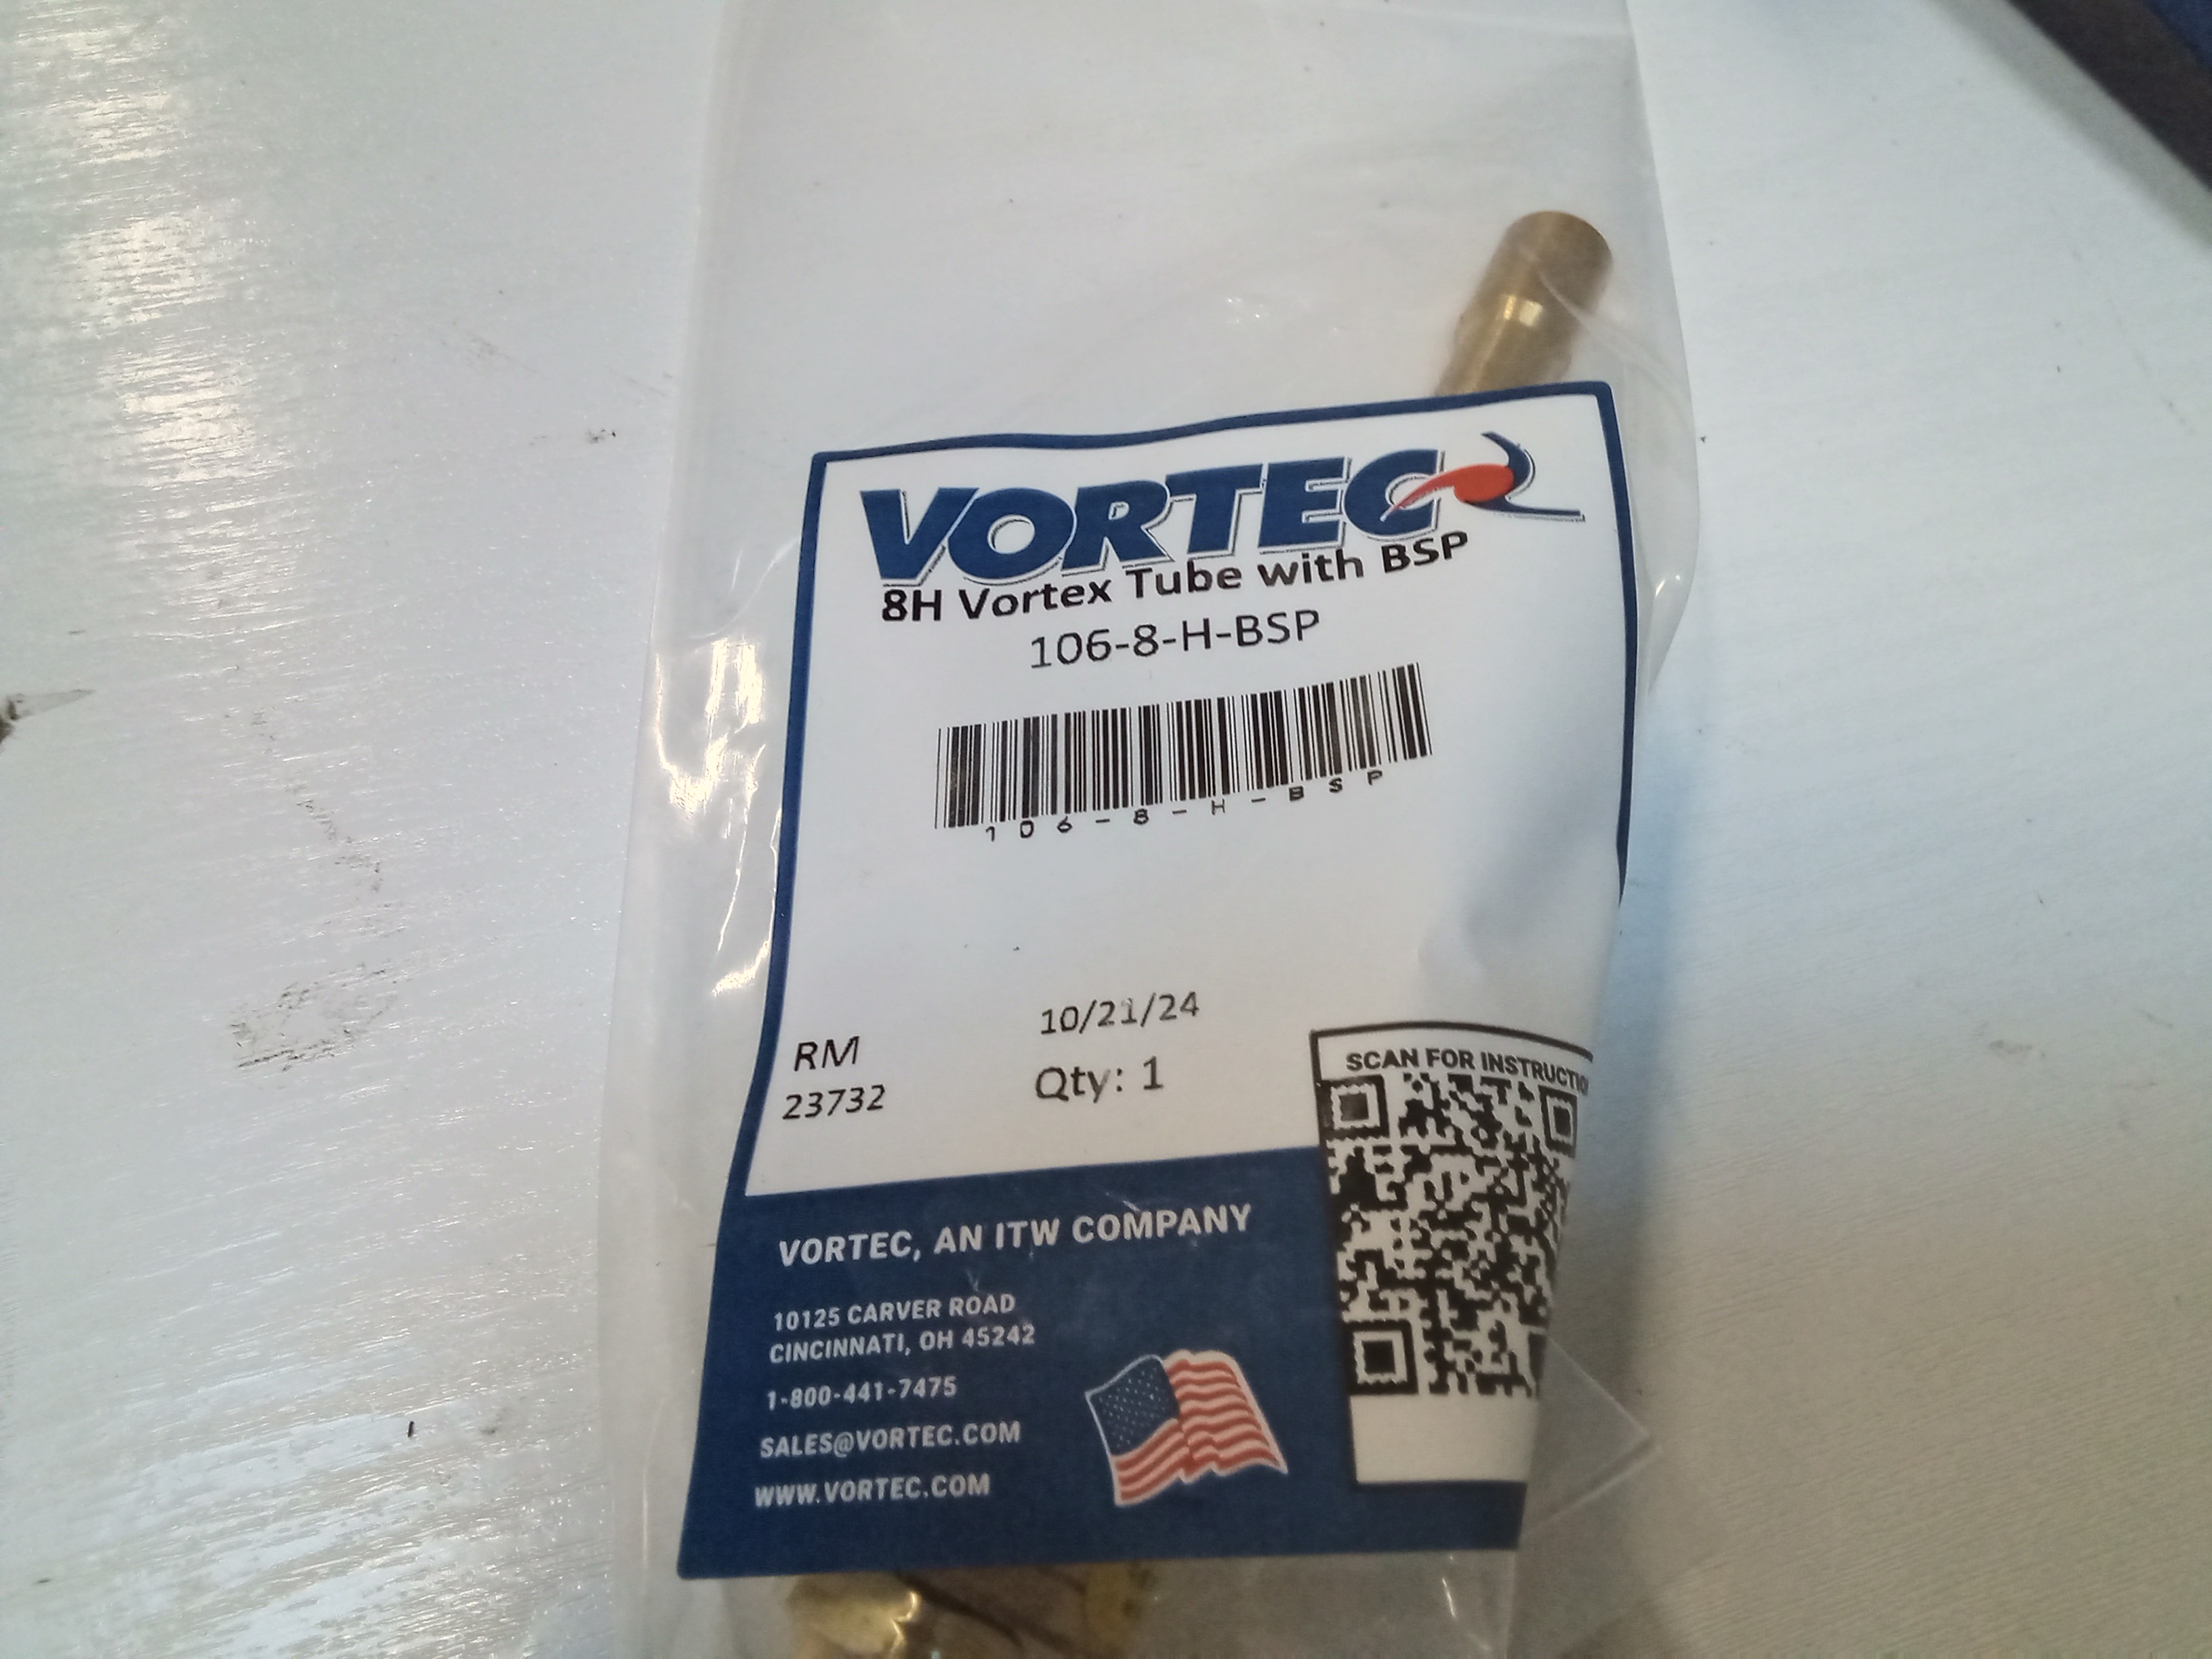 VORTEC
8H Vortex Tube with BSP
106-8-H-BSP
106-8-H-BSP
10/21/24
RM
Qty: 1
23732
SCAN FOR
VORTEC, AN ITW COMPANY
10125 CARVER ROAD
CINCINNATI, OH 45242
1-800-441-7475
SALES@VORTEC.COM
WWW.VORTEC.COM